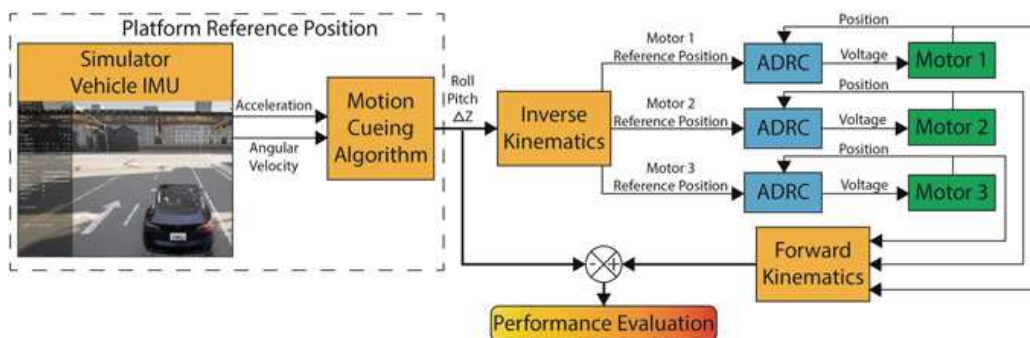 Platform Reference Position
Simulator
Vehicle IMU
Acceleration
Angular
Velocity
Motion
Cueing
Algorithm
Roll
Pitch
ΔZ
Inverse
Kinematics
Motor 1
Reference Position
ADRC
Voltage
Motor 1
Position
Motor 2
Reference Position
ADRC
Voltage
Motor 2
Position
Motor 3
Reference Position
ADRC
Voltage
Motor 3
Position
Forward
Kinematics
- +
Performance Evaluation